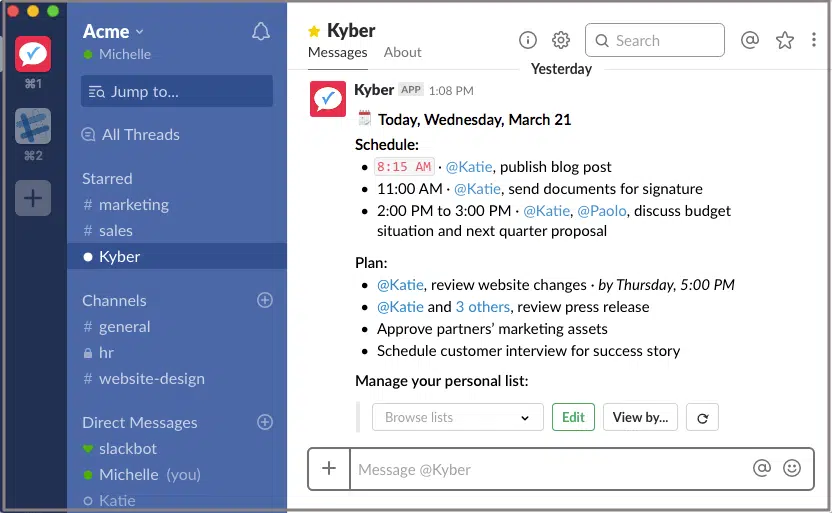 ⌘1
⌘2
Acme
Michelle
Jump to...
All Threads
Starred
# marketing
# sales
Kyber
Channels
# general
hr
# website-design
Direct Messages
slackbot
Michelle (you)
Katie
Kyber
Messages About
Search
Yesterday
Kyber APP 1:08 PM
Today, Wednesday, March 21
Schedule:
• 8:15 AM · @Katie, publish blog post
• 11:00 AM · @Katie, send documents for signature
• 2:00 PM to 3:00 PM · @Katie, @Paolo, discuss budget
situation and next quarter proposal
Plan:
• @Katie, review website changes · by Thursday, 5:00 PM
• @Katie and 3 others, review press release
• Approve partners’ marketing assets
• Schedule customer interview for success story
Manage your personal list:
Browse lists Edit View by...
Message @Kyber